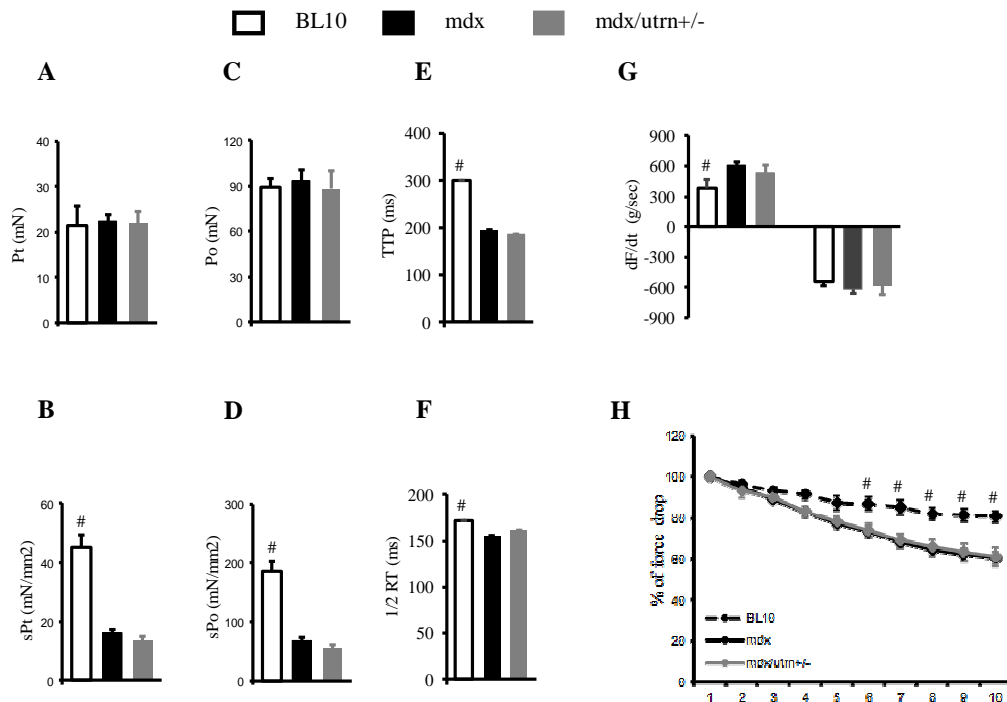 BL10 mdx mdx/utrn+/-
A
Pt (mN)
40
30
20
10
0
C
Po (mN)
120
90
60
30
0
E
TTP (ms)
400
300
200
100
0
#
G
dF/dt (g/sec)
900
600
300
0
-300
-600
-900
#
B
sPt (mN/mm2)
60
40
20
0
#
D
sPo (mN/mm2)
300
200
100
0
#
F
1/2 RT (ms)
200
150
100
50
0
#
H
% of force drop
120
100
80
60
40
20
0
# # # # #
BL10
mdx
mdx/utrn+/-
1 2 3 4 5 6 7 8 9 10